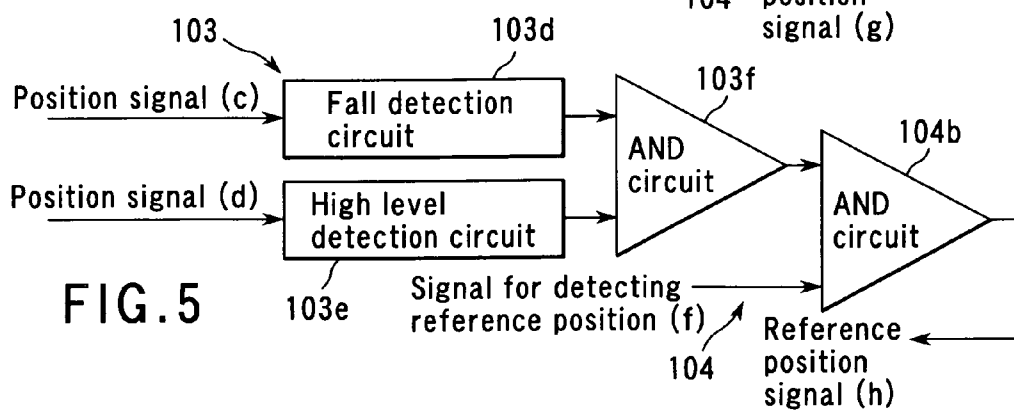 104
position
signal (g)
103
103d
Position signal (c)
Fall detection
circuit
103f
AND
circuit
104b
Position signal (d)
High level
detection circuit
AND
circuit
103e
FIG.5
Signal for detecting
reference position (f)
104
Reference
position
signal (h)